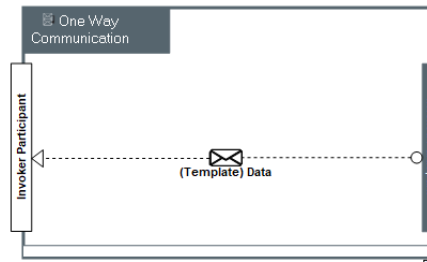 One Way
Communication
Invoker Participant
(Template) Data